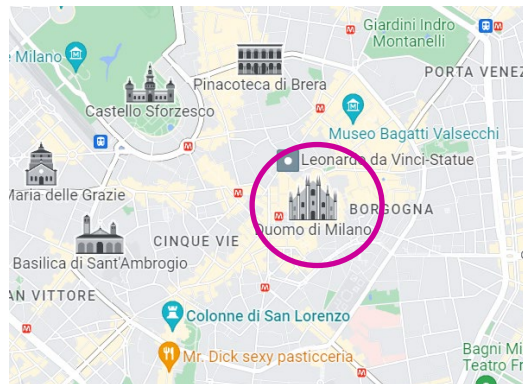 Giardini Indro
Montanelli
e Milano
PORTA VENEZ
Pinacoteca di Brera
Castello Sforzesco
Museo Bagatti Valsecchi
Leonardo da Vinci-Statue
Maria delle Grazie
BORGOGNA
Duomo di Milano
CINQUE VIE
Basilica di Sant'Ambrogio
AN VITTORE
Colonne di San Lorenzo
Mr. Dick sexy pasticceria
Bagni Mi
Teatro Fr